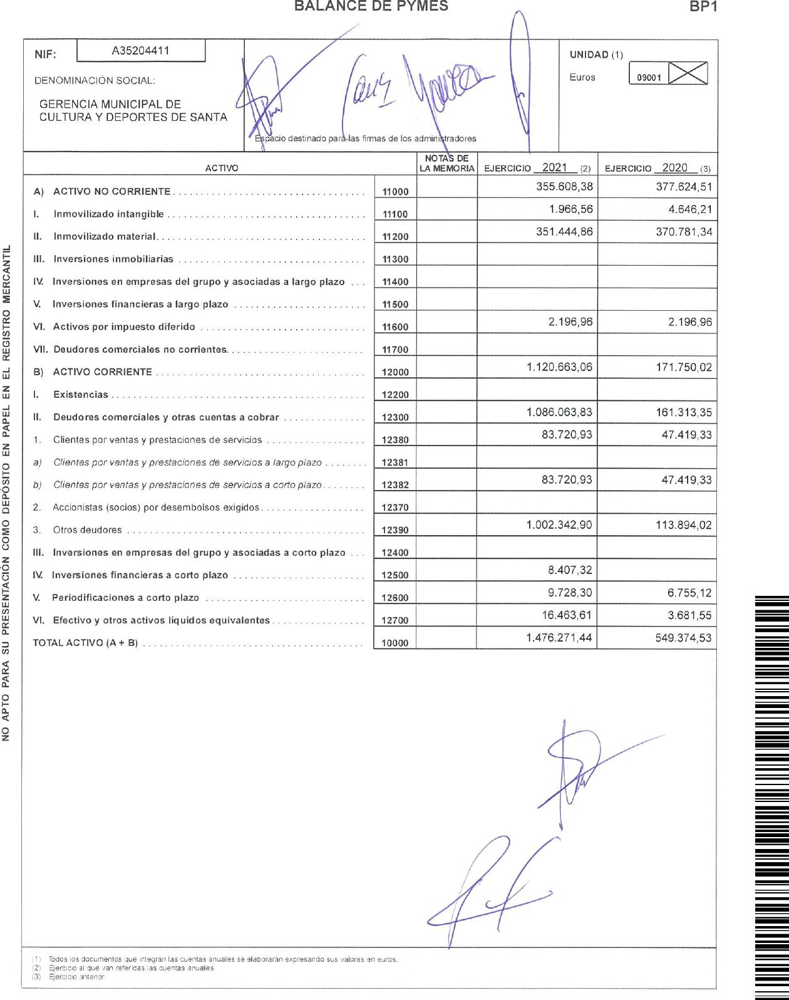 BALANCE DE PYMES BP1
NIF: A35204411
UNIDAD (1)
Euros 09001
DENOMINACIÓN SOCIAL:
GERENCIA MUNICIPAL DE
CULTURA Y DEPORTES DE SANTA
Espacio destinado para las firmas de los administradores
ACTIVO NOTAS DE LA MEMORIA EJERCICIO 2021 (2) EJERCICIO 2020 (3)
A) ACTIVO NO CORRIENTE 11000 355.608,38 377.624,51
I. Inmovilizado intangible 11100 1.966,56 4.646,21
II. Inmovilizado material 11200 351.444,86 370.781,34
III. Inversiones inmobiliarias 11300
IV. Inversiones en empresas del grupo y asociadas a largo plazo 11400
V. Inversiones financieras a largo plazo 11500
VI. Activos por impuesto diferido 11600 2.196,96 2.196,96
VII. Deudores comerciales no corrientes 11700
B) ACTIVO CORRIENTE 12000 1.120.663,06 171.750,02
I. Existencias 12200
II. Deudores comerciales y otras cuentas a cobrar 12300 1.086.063,83 161.313,35
1. Clientes por ventas y prestaciones de servicios 12380 83.720,93 47.419,33
a) Clientes por ventas y prestaciones de servicios a largo plazo 12381
b) Clientes por ventas y prestaciones de servicios a corto plazo 12382 83.720,93 47.419,33
2. Accionistas (socios) por desembolsos exigidos 12370
3. Otros deudores 12390 1.002.342,90 113.894,02
III. Inversiones en empresas del grupo y asociadas a corto plazo 12400
IV. Inversiones financieras a corto plazo 12500 8.407,32
V. Periodificaciones a corto plazo 12600 9.728,30 6.755,12
VI. Efectivo y otros activos líquidos equivalentes 12700 16.463,61 3.681,55
TOTAL ACTIVO (A + B) 10000 1.476.271,44 549.374,53
NO APTO PARA SU PRESENTACIÓN COMO DEPÓSITO EN PAPEL EN EL REGISTRO MERCANTIL
(1) Todos los documentos que integran las cuentas anuales se elaborarán expresando sus valores en euros.
(2) Ejercicio al que van referidas las cuentas anuales.
(3) Ejercicio anterior.